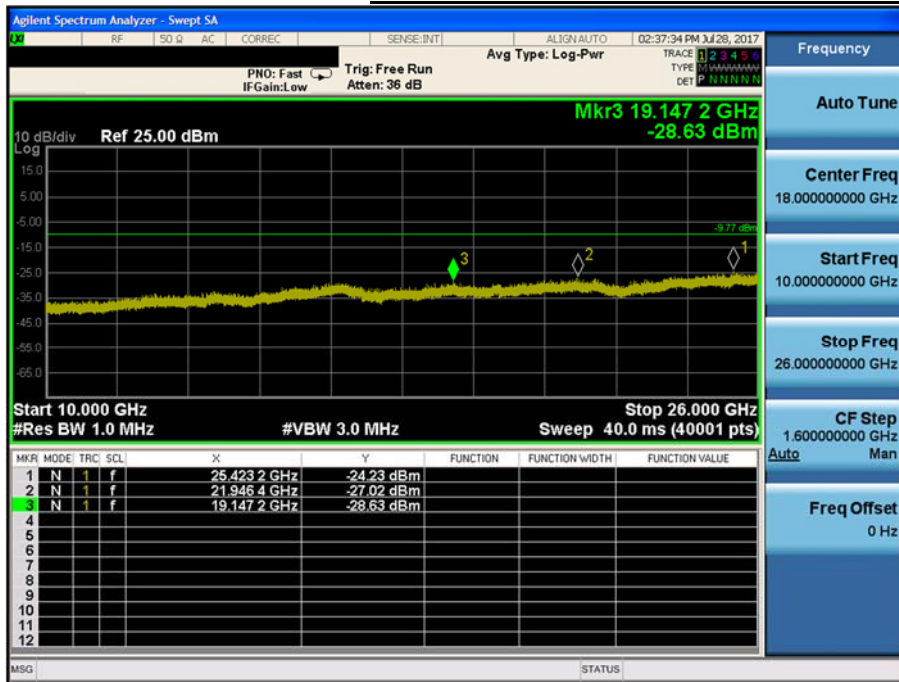 Agilent Spectrum Analyzer - Swept SA
LXI RF 50 Ω AC CORREC SENSE:INT ALIGN AUTO 02:37:34 PM Jul 28, 2017
Avg Type: Log-Pwr
TRACE 1 2 3 4 5 6
TYPE M
DET P N N N N N
PNO: Fast Trig: Free Run
IFGain:Low Atten: 36 dB
Mkr3 19.147 2 GHz
-28.63 dBm
10 dB/div Ref 25.00 dBm
Log
15.0
5.00
-5.00
-9.77 dBm
-15.0
-25.0
-35.0
-45.0
-55.0
-65.0
3
2
1
Start 10.000 GHz Stop 26.000 GHz
#Res BW 1.0 MHz #VBW 3.0 MHz Sweep 40.0 ms (40001 pts)
MKR MODE TRC SCL X Y FUNCTION FUNCTION WIDTH FUNCTION VALUE
1 N 1 f 25.423 2 GHz -24.23 dBm
2 N 1 f 21.946 4 GHz -27.02 dBm
3 N 1 f 19.147 2 GHz -28.63 dBm
4
5
6
7
8
9
10
11
12
MSG STATUS
Frequency
Auto Tune
Center Freq
18.000000000 GHz
Start Freq
10.000000000 GHz
Stop Freq
26.000000000 GHz
CF Step
1.600000000 GHz
Auto Man
Freq Offset
0 Hz